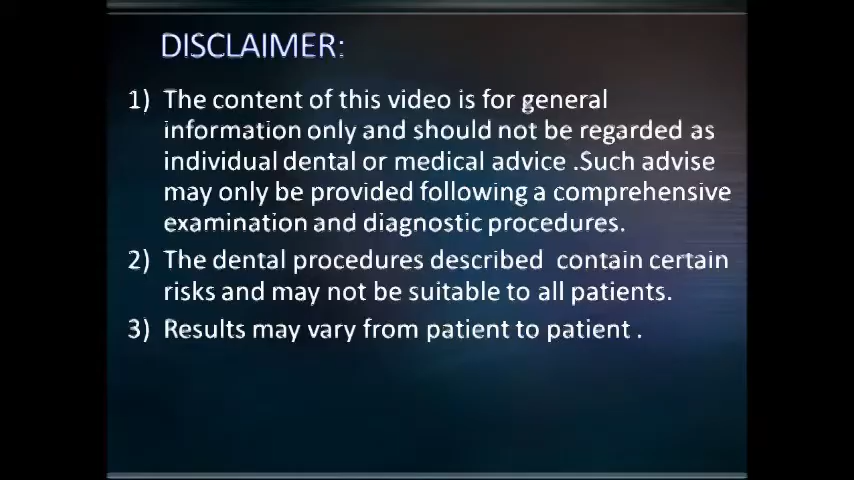 DISCLAIMER:
1) The content of this video is for general
information only and should not be regarded as
individual dental or medical advice .Such advise
may only be provided following a comprehensive
examination and diagnostic procedures.
2) The dental procedures described  contain certain
risks and may not be suitable to all patients.
3) Results may vary from patient to patient .